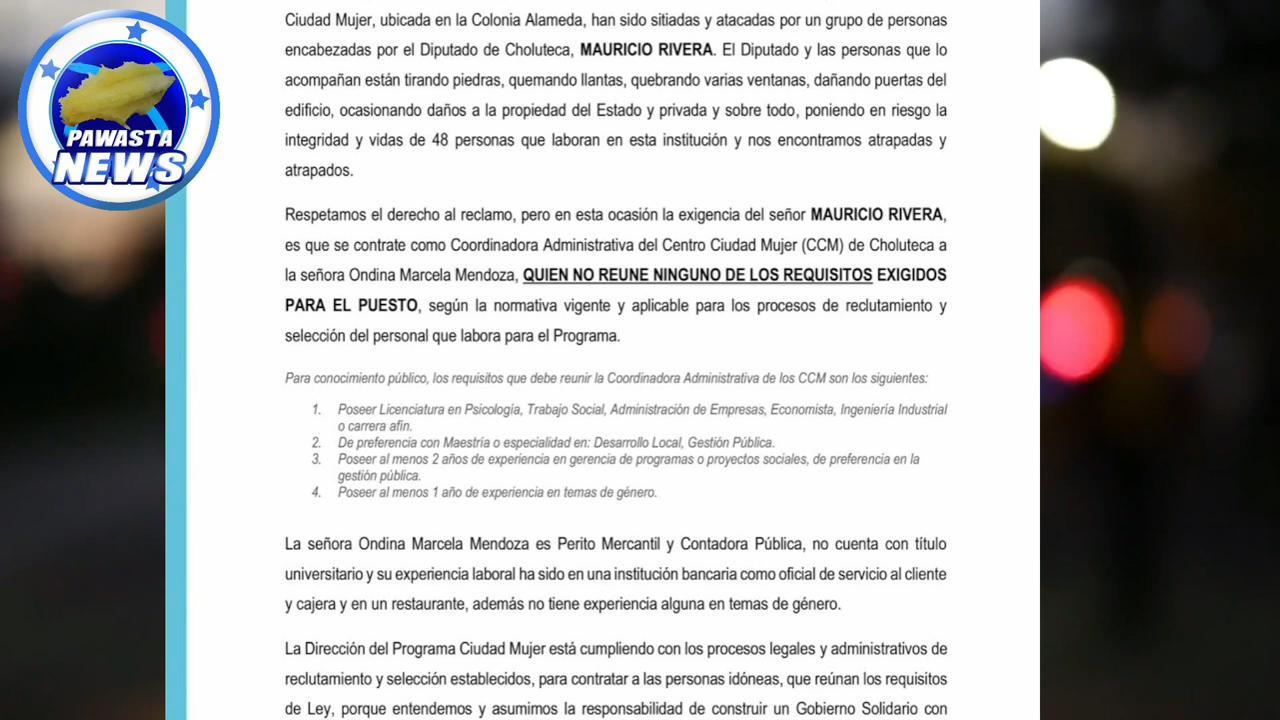 Ciudad Mujer, ubicada en la Colonia Alameda, han sido sitiadas y atacadas por un grupo de personas
encabezadas por el Diputado de Choluteca, MAURICIO RIVERA. El Diputado y las personas que lo
acompañan están tirando piedras, quemando llantas, quebrando varias ventanas, dañando puertas del
edificio, ocasionando daños a la propiedad del Estado y privada y sobre todo, poniendo en riesgo la
integridad y vidas de 48 personas que laboran en esta institución y nos encontramos atrapadas y
atrapados.
PAWASTA
NEWS
Respetamos el derecho al reclamo, pero en esta ocasión la exigencia del señor MAURICIO RIVERA,
es que se contrate como Coordinadora Administrativa del Centro Ciudad Mujer (CCM) de Choluteca a
la señora Ondina Marcela Mendoza, QUIEN NO REUNE NINGUNO DE LOS REQUISITOS EXIGIDOS
PARA EL PUESTO, según la normativa vigente y aplicable para los procesos de reclutamiento y
selección del personal que labora para el Programa.
Para conocimiento público, los requisitos que debe reunir la Coordinadora Administrativa de los CCM son los siguientes:
1. Poseer Licenciatura en Psicología, Trabajo Social, Administración de Empresas, Economista, Ingeniería Industrial
o carrera afín.
2. De preferencia con Maestría o especialidad en: Desarrollo Local, Gestión Pública.
3. Poseer al menos 2 años de experiencia en gerencia de programas o proyectos sociales, de preferencia en la
gestión pública.
4. Poseer al menos 1 año de experiencia en temas de género.
La señora Ondina Marcela Mendoza es Perito Mercantil y Contadora Pública, no cuenta con título
universitario y su experiencia laboral ha sido en una institución bancaria como oficial de servicio al cliente
y cajera y en un restaurante, además no tiene experiencia alguna en temas de género.
La Dirección del Programa Ciudad Mujer está cumpliendo con los procesos legales y administrativos de
reclutamiento y selección establecidos, para contratar a las personas idóneas, que reúnan los requisitos
de Ley, porque entendemos y asumimos la responsabilidad de construir un Gobierno Solidario con